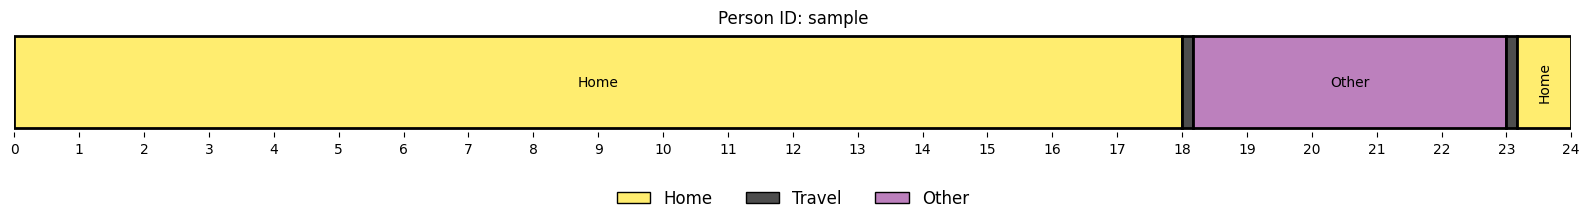 Person ID: sample
Home Other Home
0 1 2 3 4 5 6 7 8 9 10 11 12 13 14 15 16 17 18 19 20 21 22 23 24
Home Travel Other